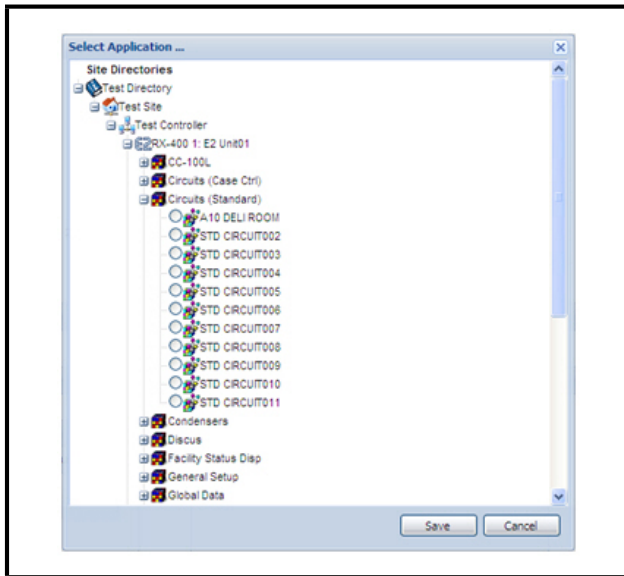 Select Application ...
Site Directories
Test Directory
Test Site
Test Controller
E2 RX-400 1: E2 Unit01
CC-100L
Circuits (Case Ctrl)
Circuits (Standard)
A10 DELI ROOM
STD CIRCUIT002
STD CIRCUIT003
STD CIRCUIT004
STD CIRCUIT005
STD CIRCUIT006
STD CIRCUIT007
STD CIRCUIT008
STD CIRCUIT009
STD CIRCUIT010
STD CIRCUIT011
Condensers
Discus
Facility Status Disp
General Setup
Global Data
Save Cancel